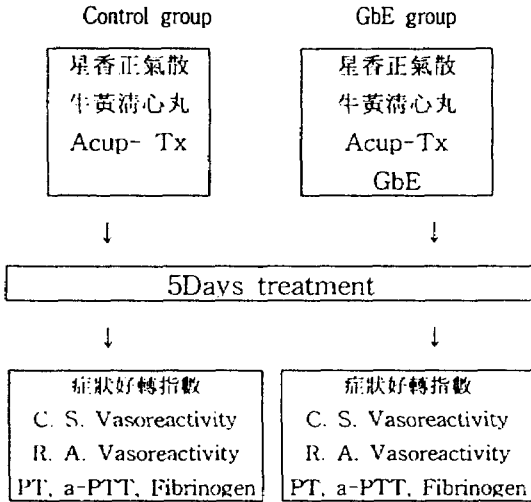 Control group
GbE group
星香正氣散
牛黃淸心丸
Acup- Tx
星香正氣散
牛黃淸心丸
Acup-Tx
GbE
↓
↓
5Days treatment
↓
↓
症狀好轉指數
C. S. Vasoreactivity
R. A. Vasoreactivity
PT, a-PTT, Fibrinogen
症狀好轉指數
C. S. Vasoreactivity
R. A. Vasoreactivity
PT, a-PTT, Fibrinogen